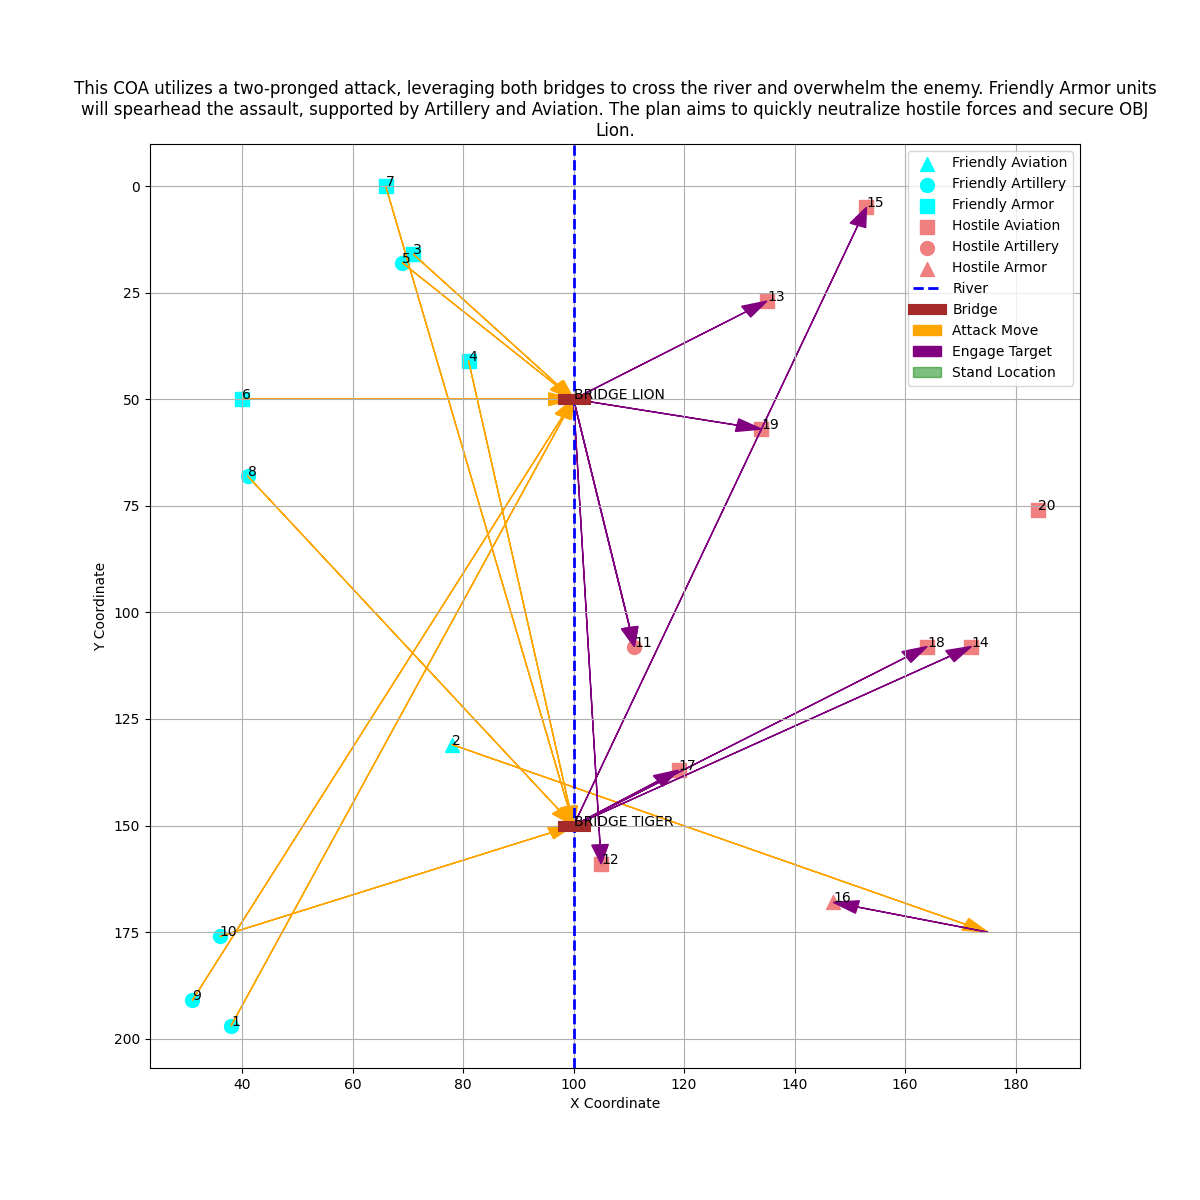 This COA utilizes a two-pronged attack, leveraging both bridges to cross the river and overwhelm the enemy. Friendly Armor units
will spearhead the assault, supported by Artillery and Aviation. The plan aims to quickly neutralize hostile forces and secure OBJ
Lion.
Friendly Aviation
Friendly Artillery
Friendly Armor
Hostile Aviation
Hostile Artillery
Hostile Armor
River
Bridge
Attack Move
Engage Target
Stand Location
7
15
3
5
13
4
6
BRIDGE LION
19
8
20
11
18
14
2
17
BRIDGE TIGER
12
16
10
9
1
0
25
50
75
100
125
150
175
200
Y Coordinate
40
60
80
100
120
140
160
180
X Coordinate